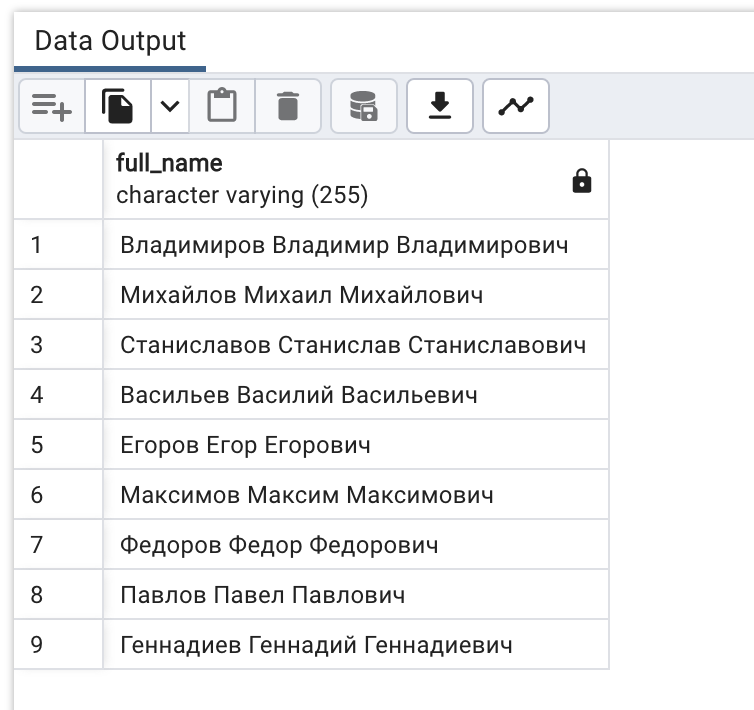 Data Output
full_name
character varying (255)
1 Владимиров Владимир Владимирович
2 Михайлов Михаил Михайлович
3 Станиславов Станислав Станиславович
4 Васильев Василий Васильевич
5 Егоров Егор Егорович
6 Максимов Максим Максимович
7 Федоров Федор Федорович
8 Павлов Павел Павлович
9 Геннадиев Геннадий Геннадиевич